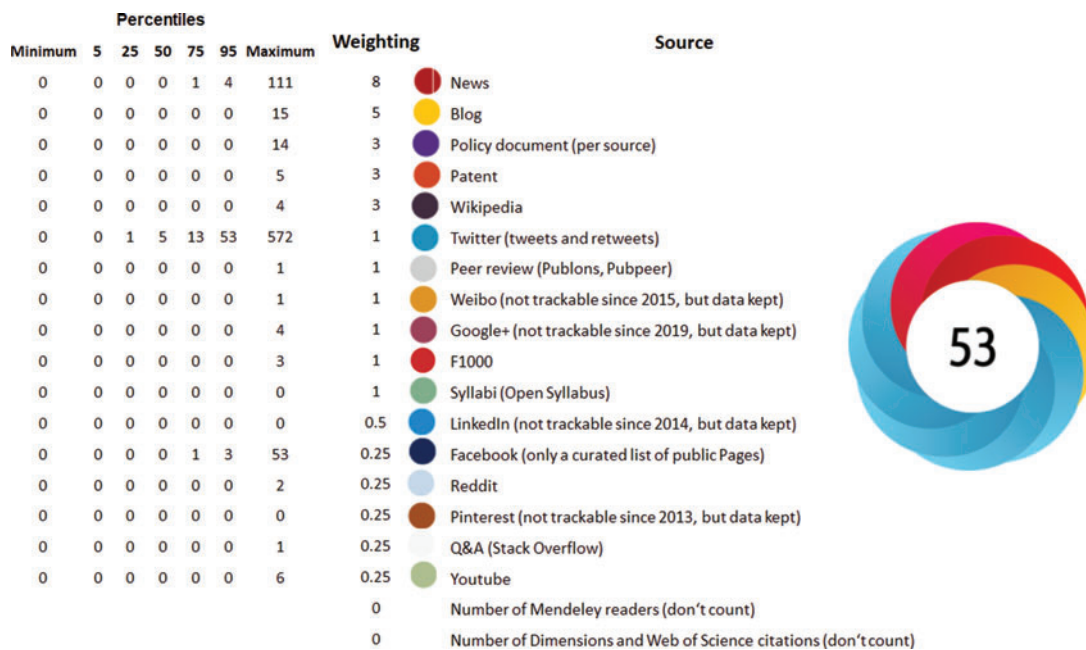 Percentiles
Minimum 5 25 50 75 95 Maximum Weighting Source
0 0 0 0 1 4 111 8 News
0 0 0 0 0 0 15 5 Blog
0 0 0 0 0 0 14 3 Policy document (per source)
0 0 0 0 0 0 5 3 Patent
0 0 0 0 0 0 4 3 Wikipedia
0 0 1 5 13 53 572 1 Twitter (tweets and retweets)
0 0 0 0 0 0 1 1 Peer review (Publons, Pubpeer)
0 0 0 0 0 0 1 1 Weibo (not trackable since 2015, but data kept)
0 0 0 0 0 0 4 1 Google+ (not trackable since 2019, but data kept)
0 0 0 0 0 0 3 1 F1000
0 0 0 0 0 0 0 1 Syllabi (Open Syllabus)
0 0 0 0 0 0 0 0.5 LinkedIn (not trackable since 2014, but data kept)
0 0 0 0 1 3 53 0.25 Facebook (only a curated list of public Pages)
0 0 0 0 0 0 2 0.25 Reddit
0 0 0 0 0 0 0 0.25 Pinterest (not trackable since 2013, but data kept)
0 0 0 0 0 0 1 0.25 Q&A (Stack Overflow)
0 0 0 0 0 0 6 0.25 Youtube
0 Number of Mendeley readers (don't count)
0 Number of Dimensions and Web of Science citations (don't count)
53